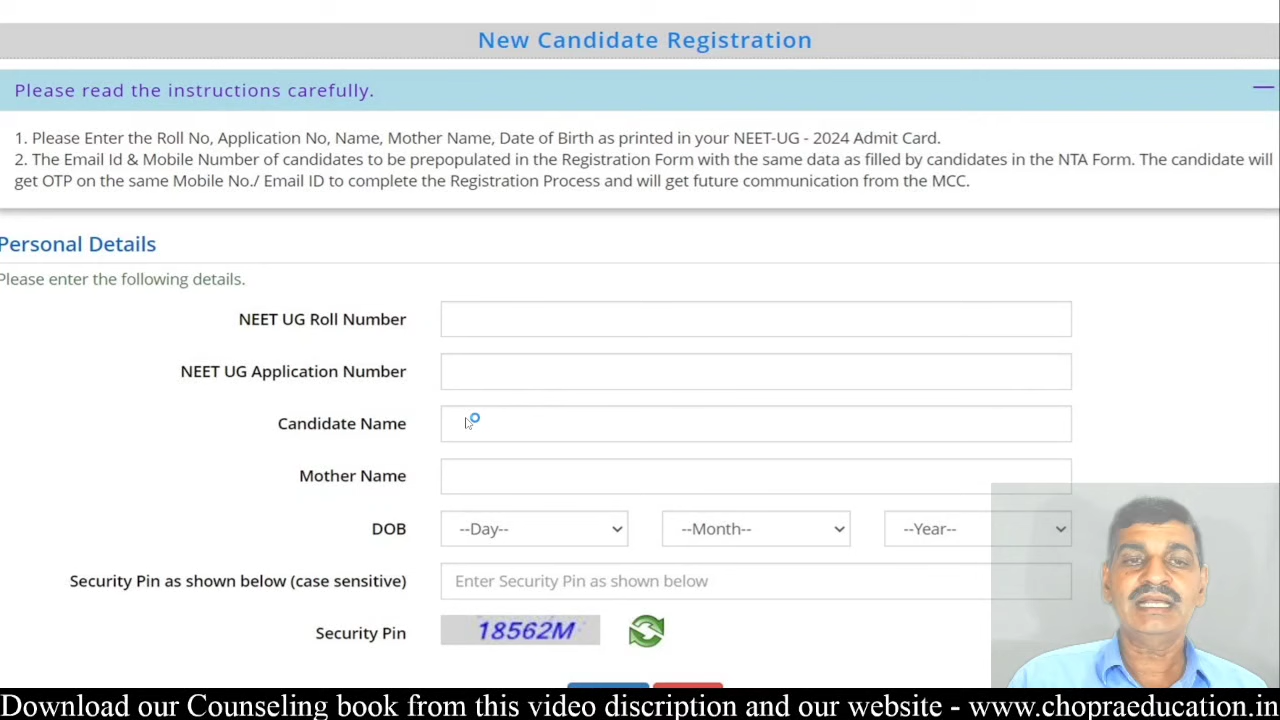 New Candidate Registration
Please read the instructions carefully.
1. Please Enter the Roll No, Application No, Name, Mother Name, Date of Birth as printed in your NEET-UG - 2024 Admit Card.
2. The Email Id & Mobile Number of candidates to be prepopulated in the Registration Form with the same data as filled by candidates in the NTA Form. The candidate will
get OTP on the same Mobile No./ Email ID to complete the Registration Process and will get future communication from the MCC.
Personal Details
Please enter the following details.
NEET UG Roll Number
NEET UG Application Number
Candidate Name
Mother Name
DOB --Day-- --Month-- --Year--
Security Pin as shown below (case sensitive) Enter Security Pin as shown below
Security Pin 18562M
Download our Counseling book from this video discription and our website - www.chopraeducation.in